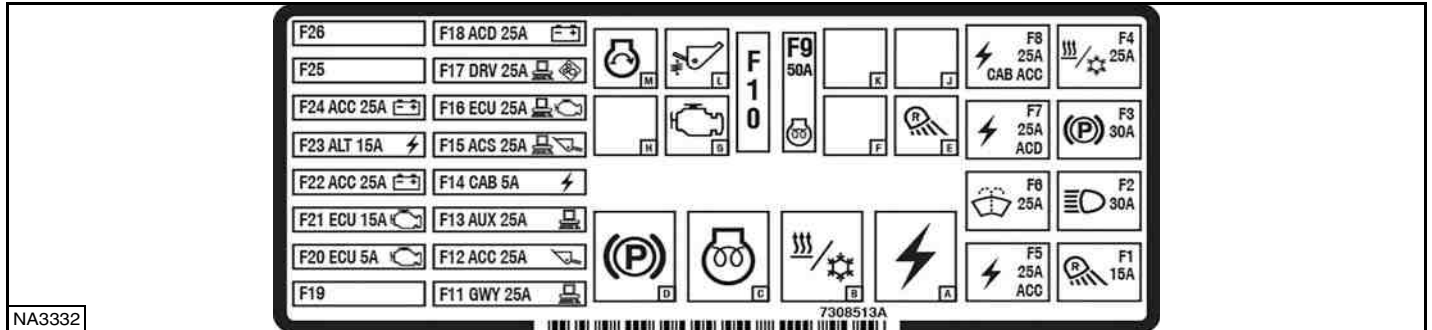 F26
F18 ACD 25A
F25
F17 DRV 25A
F24 ACC 25A
F16 ECU 25A
F23 ALT 15A
F15 ACS 25A
F22 ACC 25A
F14 CAB 5A
F21 ECU 15A
F13 AUX 25A
F20 ECU 5A
F12 ACC 25A
F19
F11 GWY 25A
M
L
F
1
0
F9
50A
K
J
H
G
F
R
E
P
D
C
B
A
F8
25A
CAB ACC
F4
25A
F7
25A
ACD
P
F3
30A
F6
25A
F2
30A
F5
25A
ACC
R
F1
15A
7308513A
NA3332